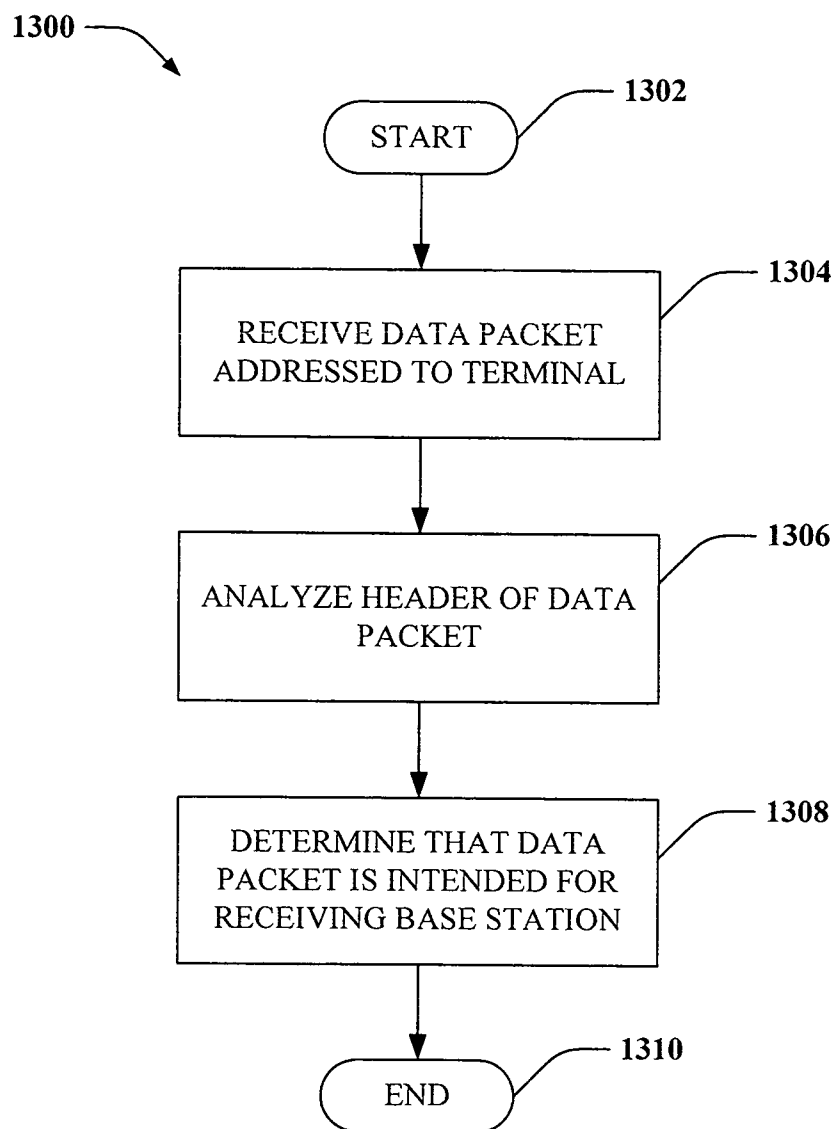 1300
1302
START
1304
RECEIVE DATA PACKET
ADDRESSED TO TERMINAL
1306
ANALYZE HEADER OF DATA
PACKET
1308
DETERMINE THAT DATA
PACKET IS INTENDED FOR
RECEIVING BASE STATION
1310
END